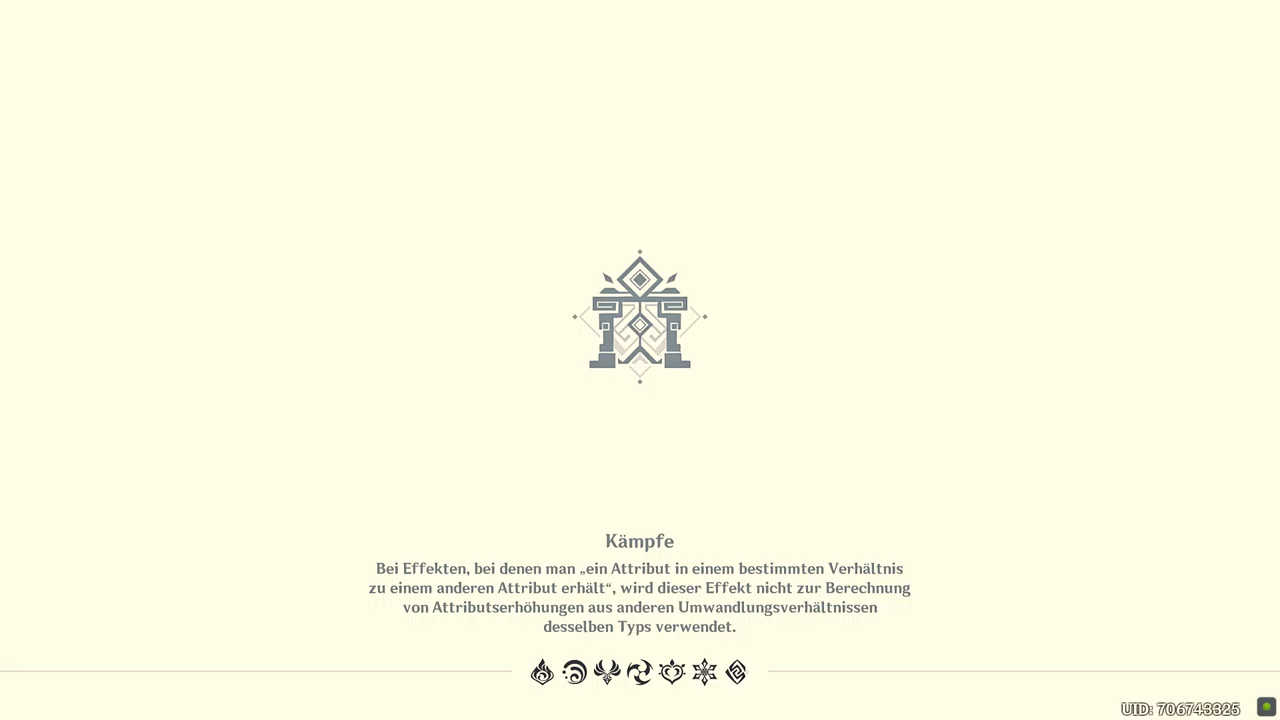 Kämpfe
Bei Effekten, bei denen man „ein Attribut in einem bestimmten Verhältnis
zu einem anderen Attribut erhält“, wird dieser Effekt nicht zur Berechnung
von Attributserhöhungen aus anderen Umwandlungsverhältnissen
desselben Typs verwendet.
UID: 706743325